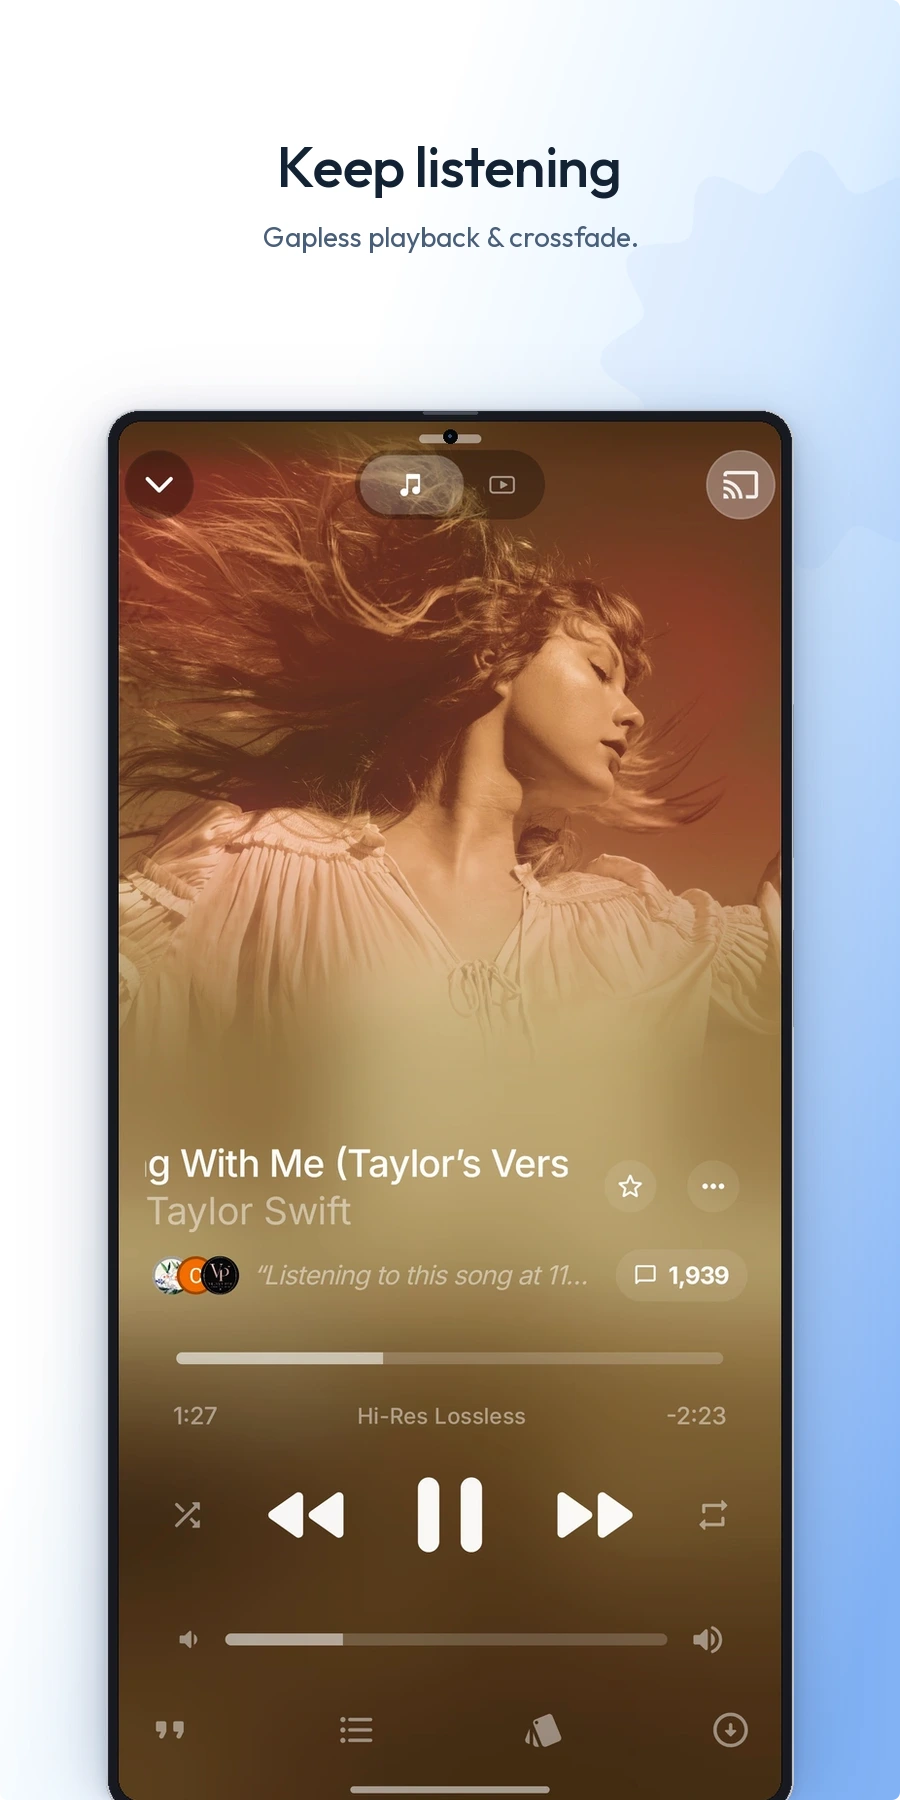 Keep listening
Gapless playback & crossfade.
g With Me (Taylor’s Vers
Taylor Swift
C
VP
“Listening to this song at 11...
1,939
1:27
Hi-Res Lossless
-2:23